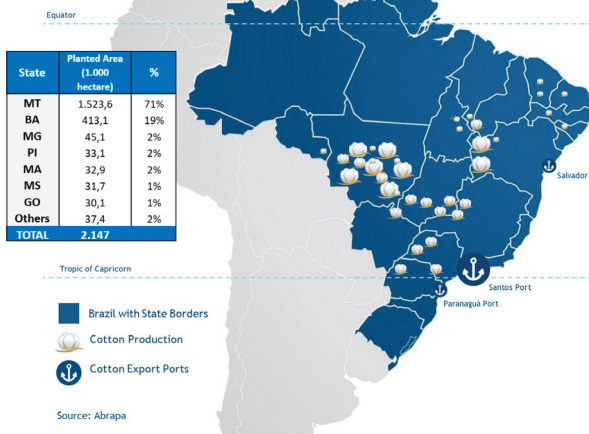 Equator
State Planted Area (1.000 hectare) %
MT 1.523,6 71%
BA 413,1 19%
MG 45,1 2%
PI 33,1 2%
MA 32,9 2%
MS 31,7 1%
GO 30,1 1%
Others 37,4 2%
TOTAL 2.147
Salvador
Tropic of Capricorn
Santos Port
Paranaguá Port
Brazil with State Borders
Cotton Production
Cotton Export Ports
Source: Abrapa